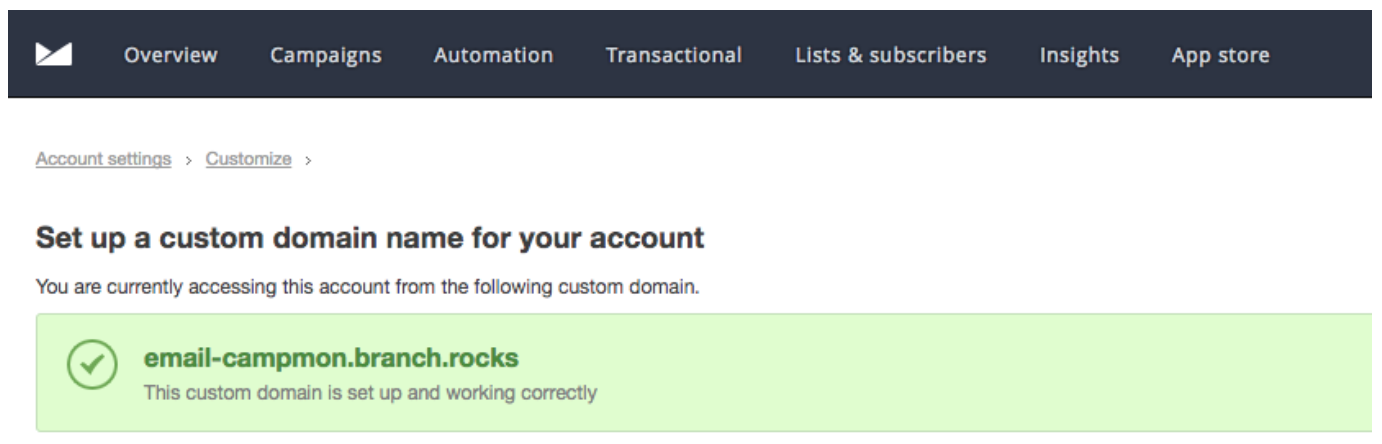 Overview Campaigns Automation Transactional Lists & subscribers Insights App store
Account settings > Customize >
Set up a custom domain name for your account
You are currently accessing this account from the following custom domain.
email-campmon.branch.rocks
This custom domain is set up and working correctly